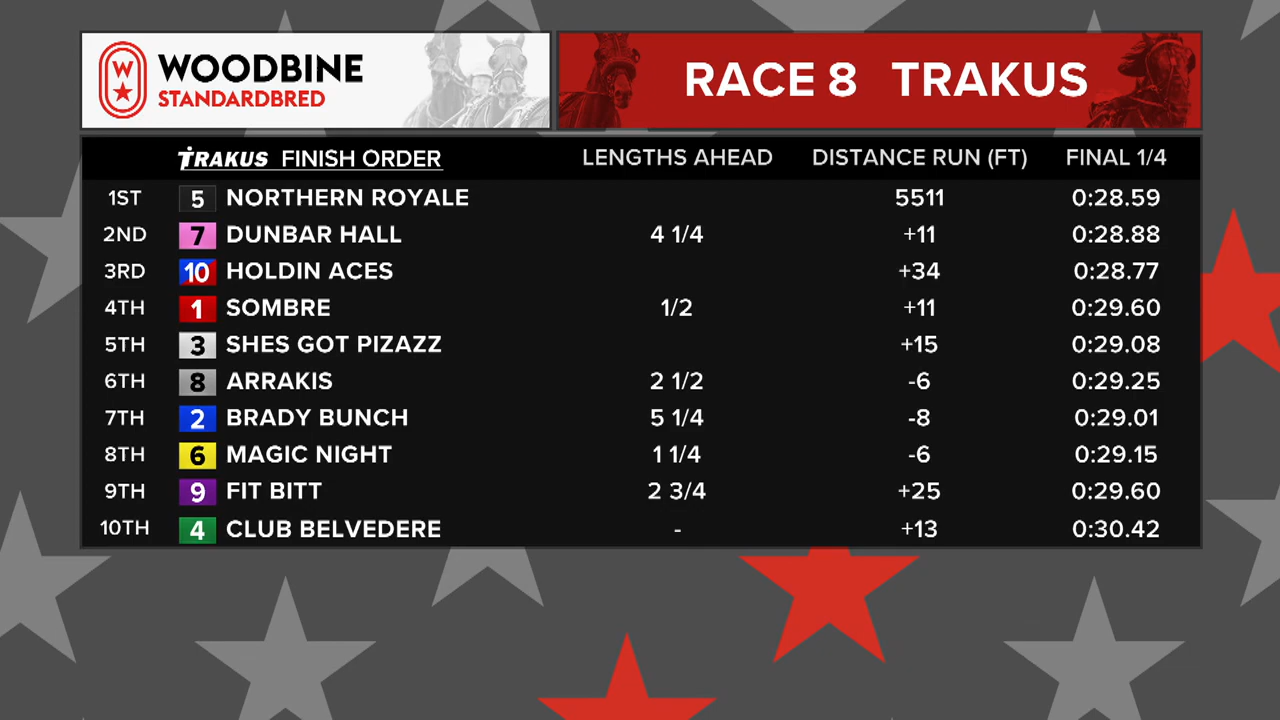 W
WOODBINE
STANDARDBRED
RACE 8 TRAKUS
TRAKUS FINISH ORDER LENGTHS AHEAD DISTANCE RUN (FT) FINAL 1/4
1ST 5 NORTHERN ROYALE 5511 0:28.59
2ND 7 DUNBAR HALL 4 1/4 +11 0:28.88
3RD 10 HOLDIN ACES +34 0:28.77
4TH 1 SOMBRE 1/2 +11 0:29.60
5TH 3 SHES GOT PIZAZZ +15 0:29.08
6TH 8 ARRAKIS 2 1/2 -6 0:29.25
7TH 2 BRADY BUNCH 5 1/4 -8 0:29.01
8TH 6 MAGIC NIGHT 1 1/4 -6 0:29.15
9TH 9 FIT BITT 2 3/4 +25 0:29.60
10TH 4 CLUB BELVEDERE - +13 0:30.42